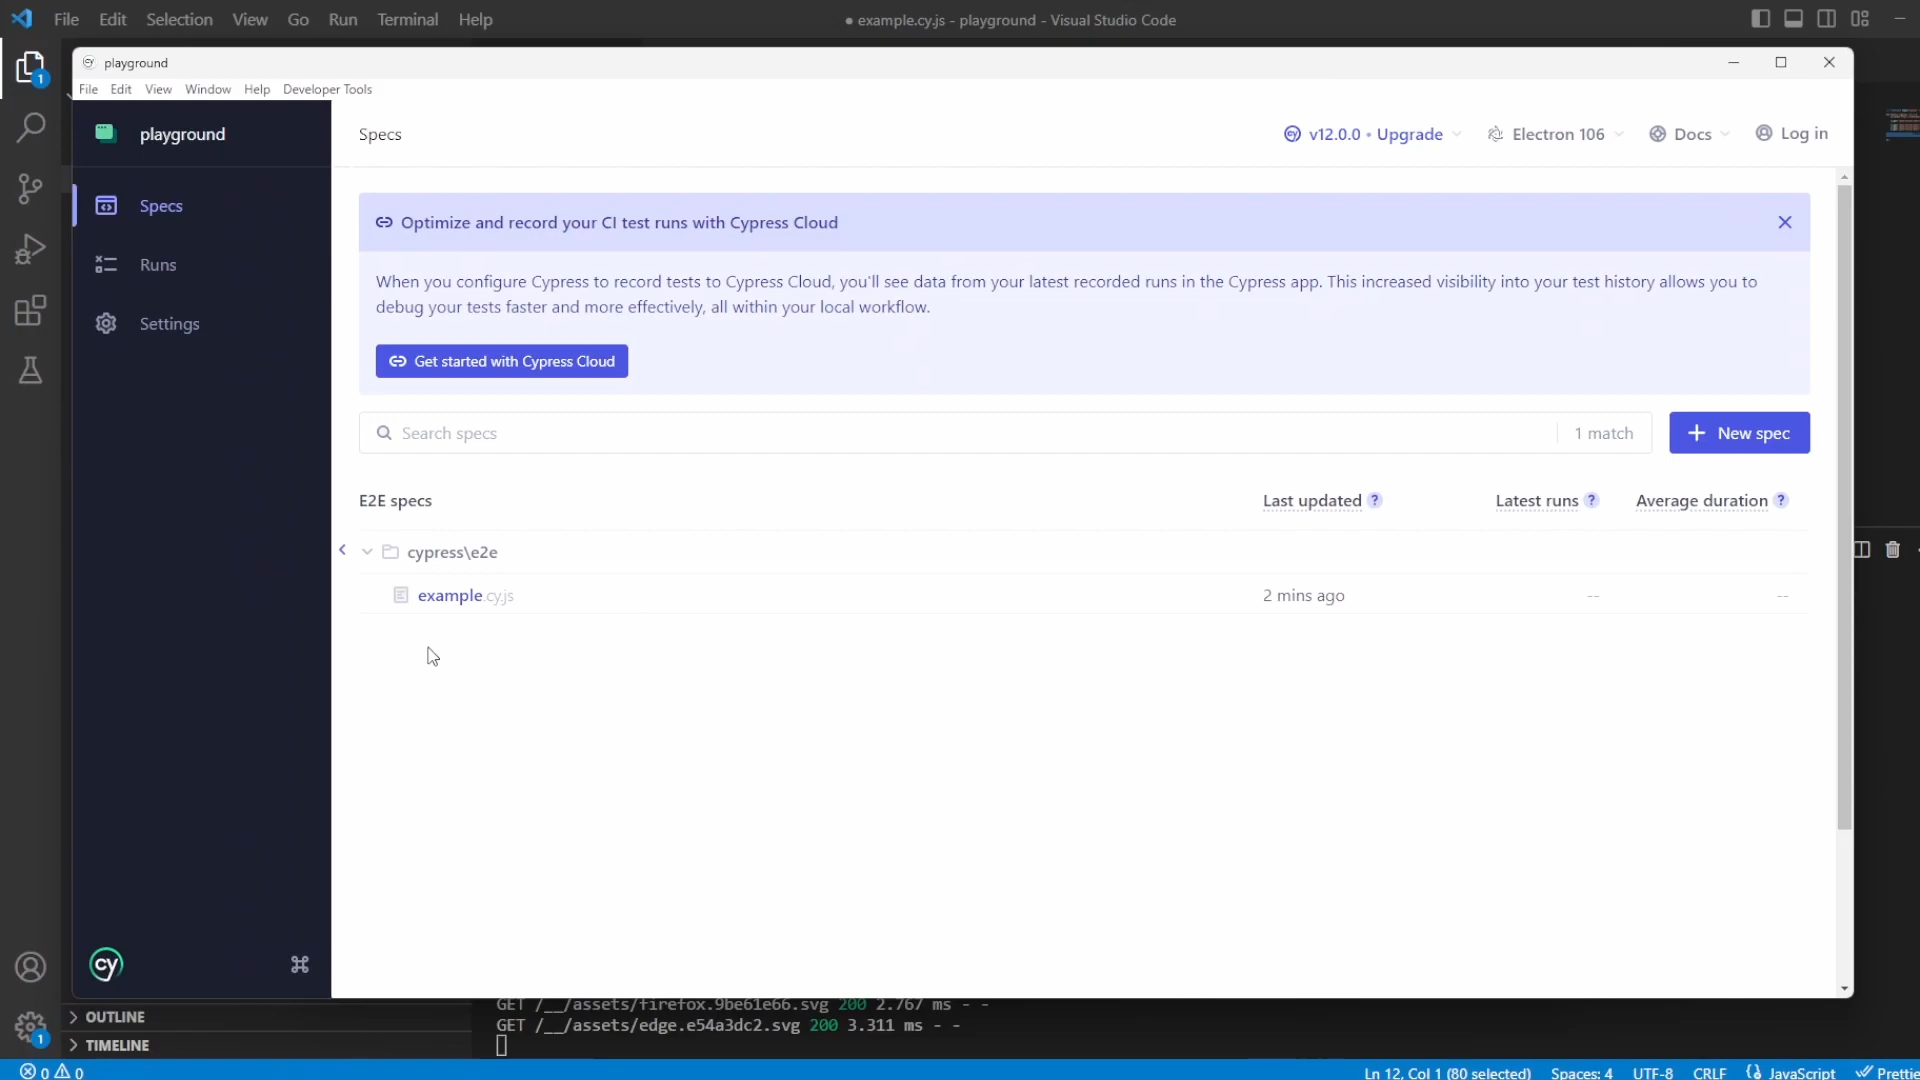 File Edit Selection View Go Run Terminal Help
● example.cy.js - playground - Visual Studio Code
1
playground
File Edit View Window Help Developer Tools
playground
Specs
Runs
Settings
cy
Specs
v12.0.0 • Upgrade
Electron 106
Docs
Log in
Optimize and record your CI test runs with Cypress Cloud
When you configure Cypress to record tests to Cypress Cloud, you'll see data from your latest recorded runs in the Cypress app. This increased visibility into your test history allows you to
debug your tests faster and more effectively, all within your local workflow.
Get started with Cypress Cloud
Search specs
1 match
New spec
E2E specs
Last updated ?
Latest runs ?
Average duration ?
cypress\e2e
example.cy.js
2 mins ago
--
--
GET /__/assets/firefox.9be61e66.svg 200 2.767 ms - -
GET /__/assets/edge.e54a3dc2.svg 200 3.311 ms - -
OUTLINE
TIMELINE
1
0 0
Ln 12, Col 1 (80 selected) Spaces: 4 UTF-8 CRLF JavaScript Prettie